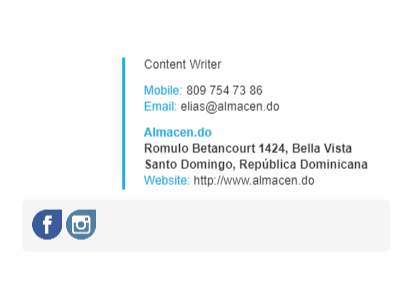 Content Writer
Mobile: 809 754 73 86
Email: elias@almacen.do
Almacen.do
Romulo Betancourt 1424, Bella Vista
Santo Domingo, República Dominicana
Website: http://www.almacen.do